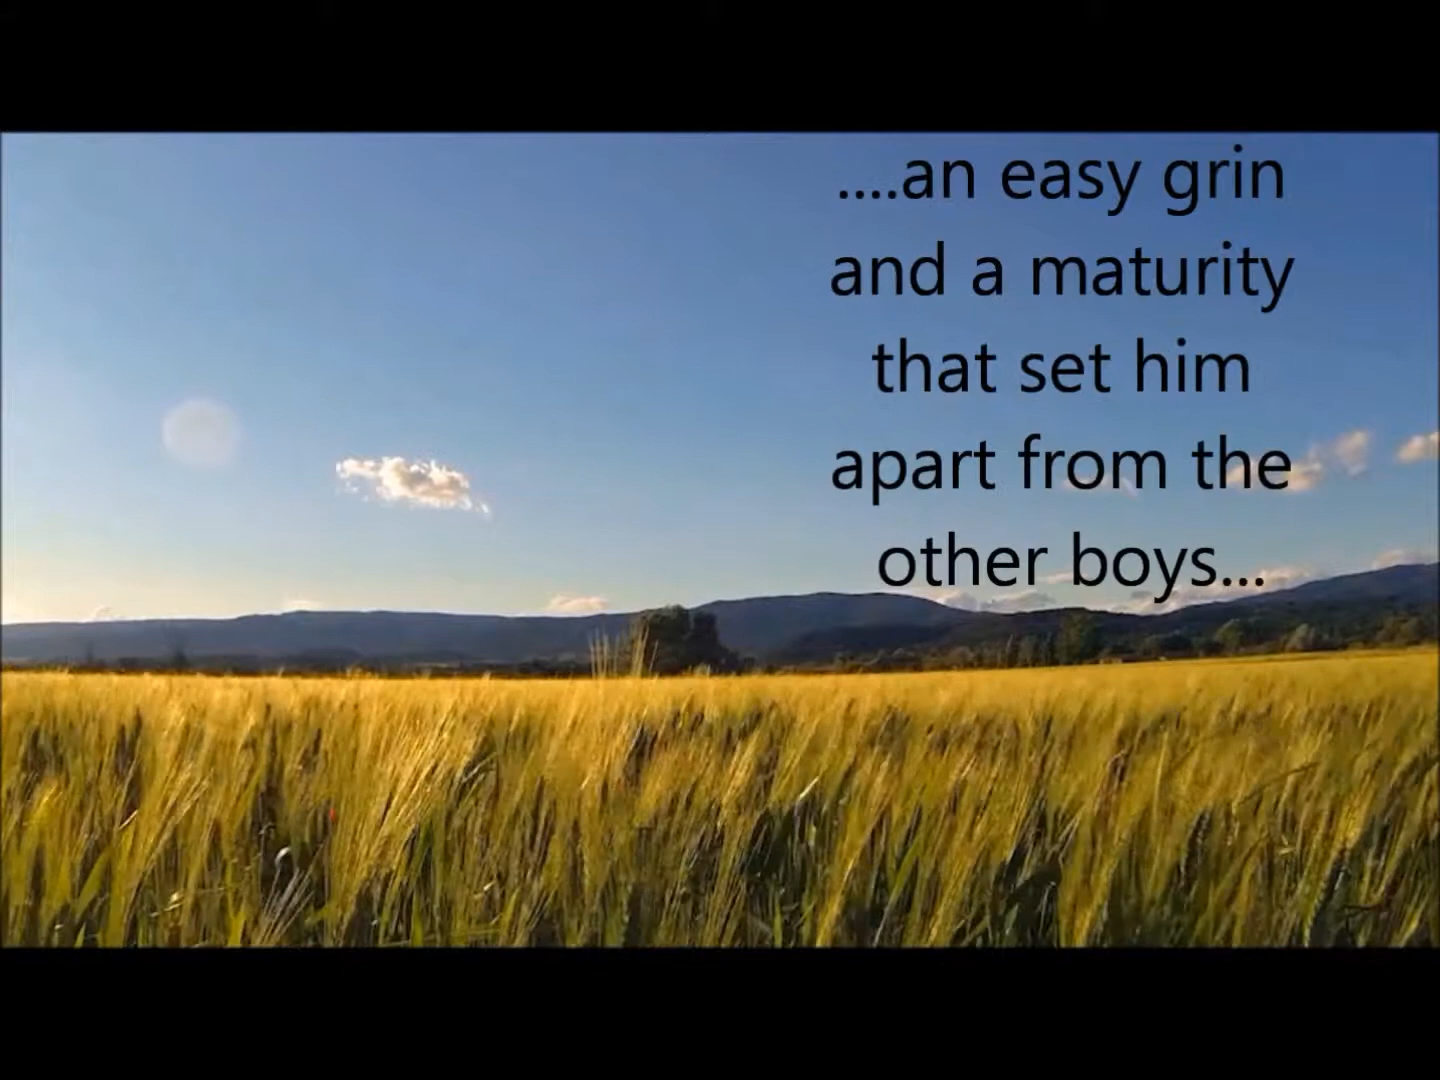 ....an easy grin
and a maturity
that set him
apart from the
other boys...